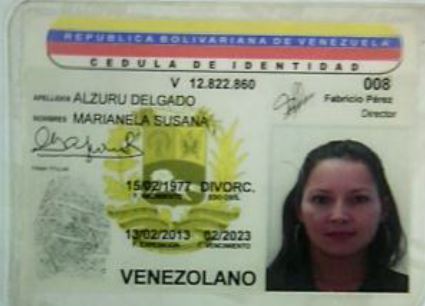 REPUBLICA BOLIVARIANA DE VENEZUELA
CEDULA DE IDENTIDAD
V 12.822.860
008
Fabricio Pérez
Director
APELLIDOS ALZURU DELGADO
NOMBRES MARIANELA SUSANA
FIRMA TITULAR
15/02/1977 DIVORC.
F. NACIMIENTO EDO CIVIL
13/02/2013 02/2023
F. EXPEDICION F. VENCIMIENTO
VENEZOLANO